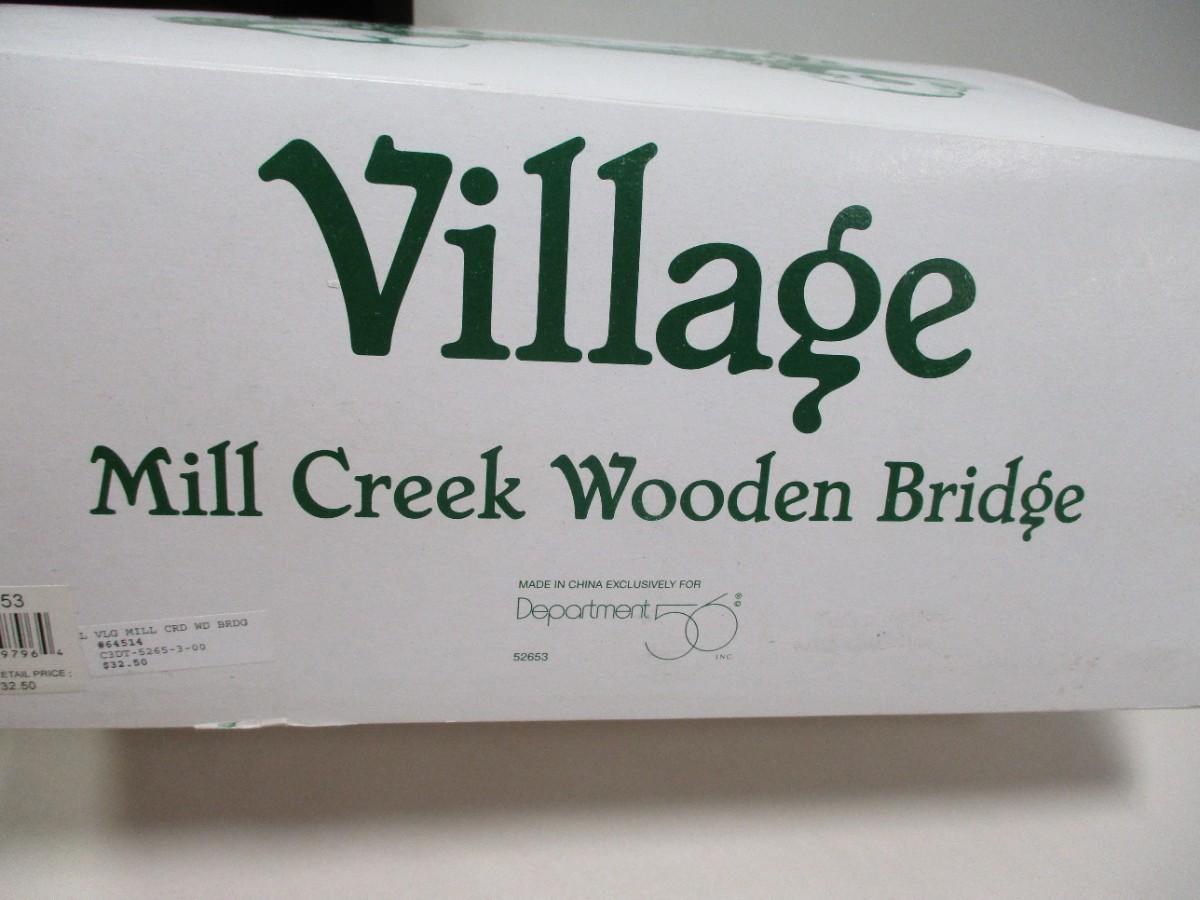 Village
Mill Creek Wooden Bridge
MADE IN CHINA EXCLUSIVELY FOR
Department 56 ®
©
INC.
52653
53
9796 4
ETAIL PRICE:
32.50
L VLG MILL CRD WD BRDG
#64514
C3DT-5265-3-00
$32.50